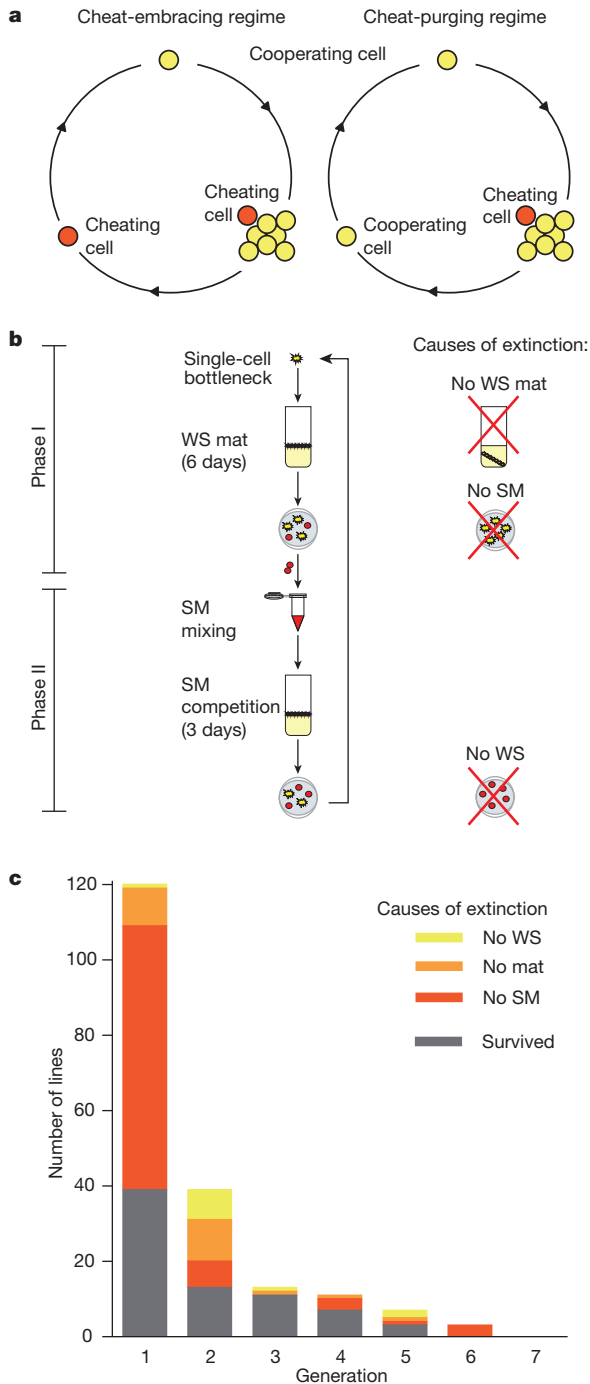 a
Cheat-embracing regime
Cheat-purging regime
Cooperating cell
Cheating
cell
Cheating
cell
Cheating
cell
Cooperating
cell
b
Causes of extinction:
Phase I
Single-cell
bottleneck
No WS mat
WS mat
(6 days)
No SM
Phase II
SM
mixing
SM
competition
(3 days)
No WS
c
120
100
80
60
40
20
0
Number of lines
Causes of extinction
No WS
No mat
No SM
Survived
1 2 3 4 5 6 7
Generation